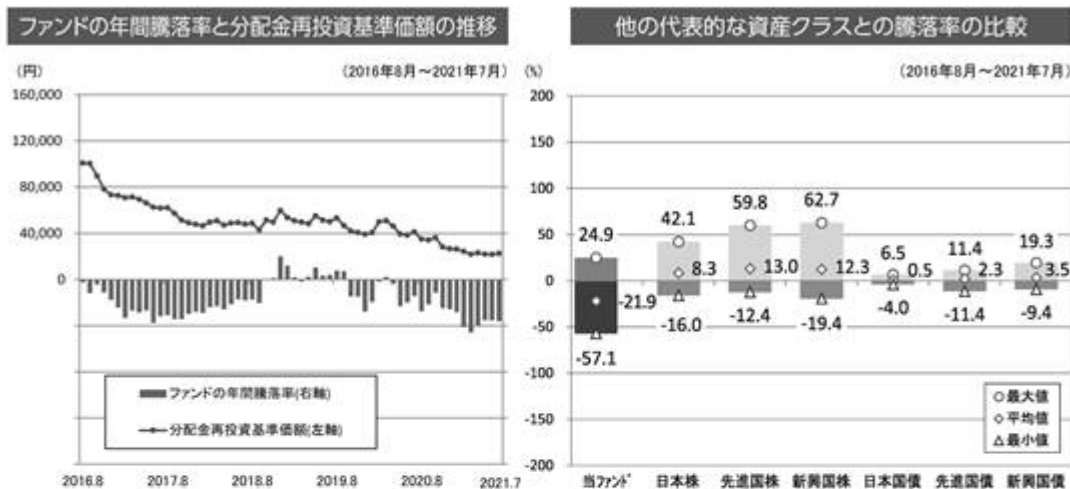 ファンドの年間騰落率と分配金再投資基準価額の推移
(円)
(2016年8月～2021年7月)
160,000
120,000
80,000
40,000
0
ファンドの年間騰落率(右軸)
分配金再投資基準価額(左軸)
2016.8 2017.8 2018.8 2019.8 2020.8 2021.7
他の代表的な資産クラスとの騰落率の比較
(%)
(2016年8月～2021年7月)
200
150
100
50
0
-50
-100
-150
-200
24.9 42.1 59.8 62.7 6.5 11.4 19.3
-21.9 8.3 13.0 12.3 0.5 2.3 3.5
-57.1 -16.0 -12.4 -19.4 -4.0 -11.4 -9.4
○最大値
◇平均値
△最小値
当ファンド 日本株 先進国株 新興国株 日本国債 先進国債 新興国債